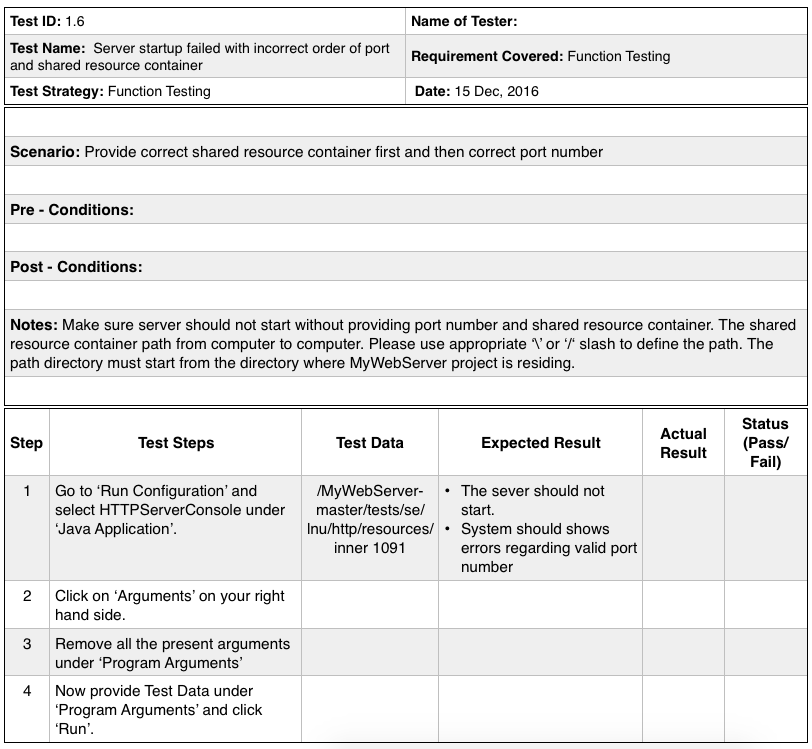 Test ID: 1.6
Name of Tester:
Test Name:  Server startup failed with incorrect order of port
and shared resource container
Requirement Covered: Function Testing
Test Strategy: Function Testing
Date: 15 Dec, 2016
Scenario: Provide correct shared resource container first and then correct port number
Pre - Conditions:
Post - Conditions:
Notes: Make sure server should not start without providing port number and shared resource container. The shared
resource container path from computer to computer. Please use appropriate ‘\’ or ‘/‘ slash to define the path. The
path directory must start from the directory where MyWebServer project is residing.
Step
Test Steps
Test Data
Expected Result
Actual
Result
Status
(Pass/
Fail)
1
Go to ‘Run Configuration’ and
select HTTPServerConsole under
‘Java Application’.
/MyWebServer-
master/tests/se/
lnu/http/resources/
inner 1091
• The sever should not
start.
• System should shows
errors regarding valid port
number
2
Click on ‘Arguments’ on your right
hand side.
3
Remove all the present arguments
under ‘Program Arguments’
4
Now provide Test Data under
‘Program Arguments’ and click
‘Run’.